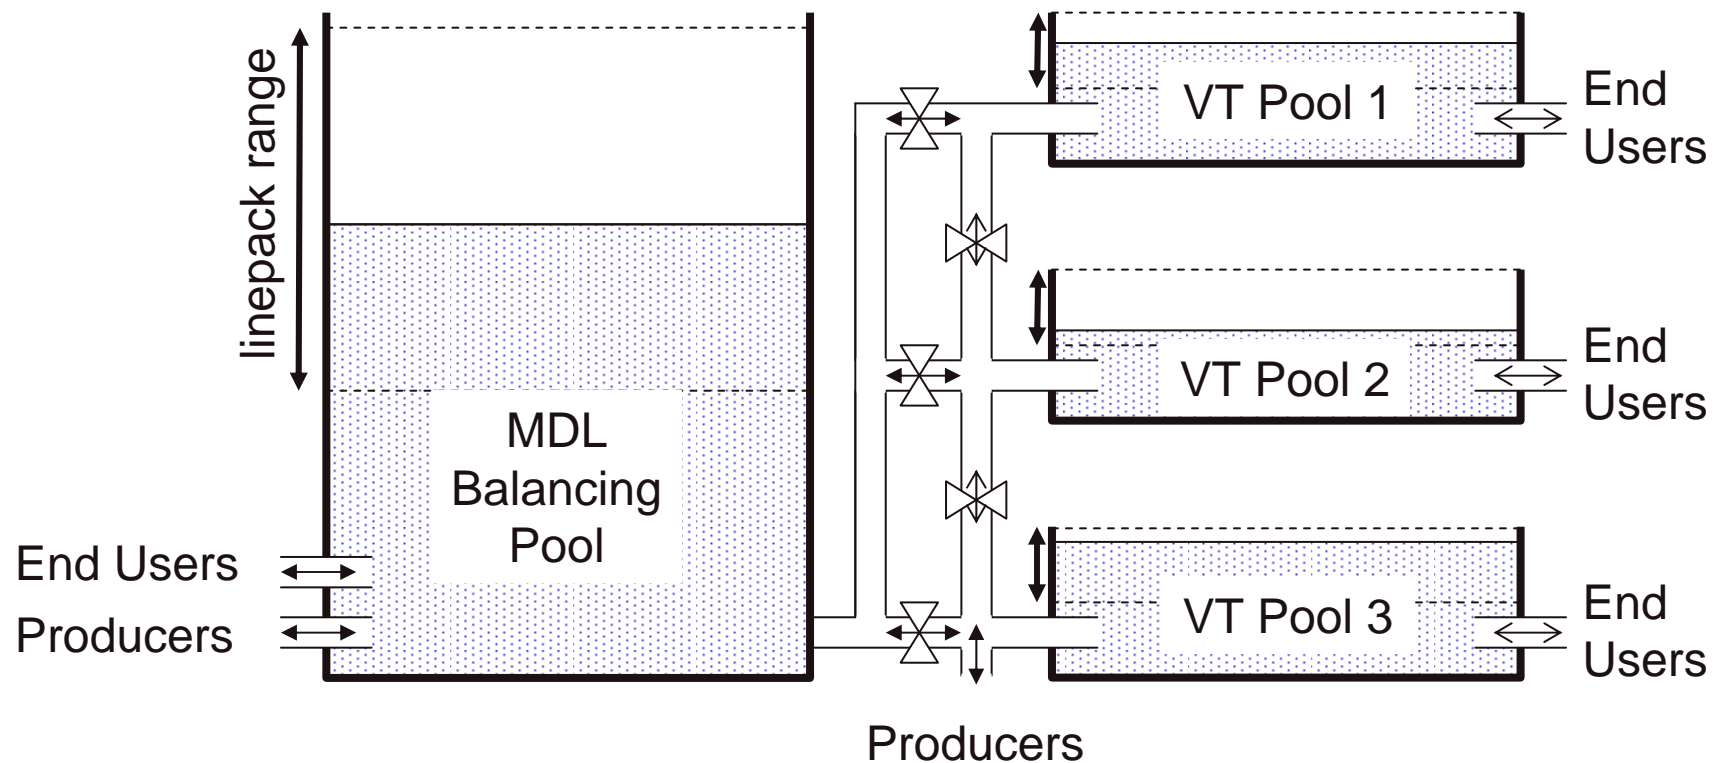 linepack range
MDL
Balancing
Pool
End Users
Producers
VT Pool 1
End
Users
VT Pool 2
End
Users
VT Pool 3
End
Users
Producers